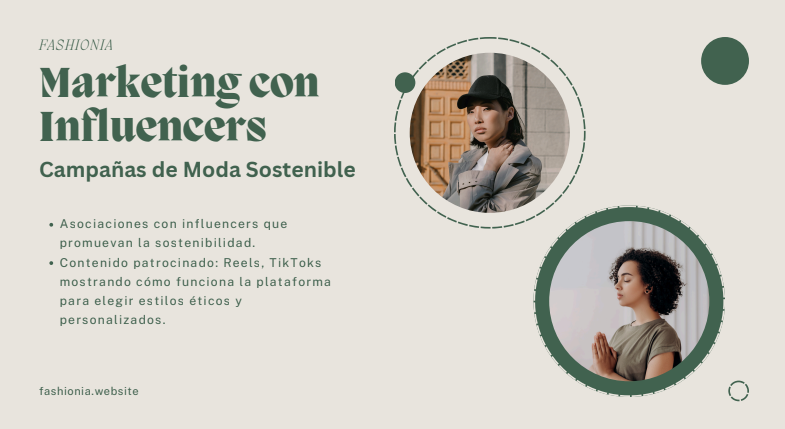 FASHIONIA
Marketing con
Influencers
Campañas de Moda Sostenible
• Asociaciones con influencers que
promuevan la sostenibilidad.
• Contenido patrocinado: Reels, TikToks
mostrando cómo funciona la plataforma
para elegir estilos éticos y
personalizados.
fashionia.website